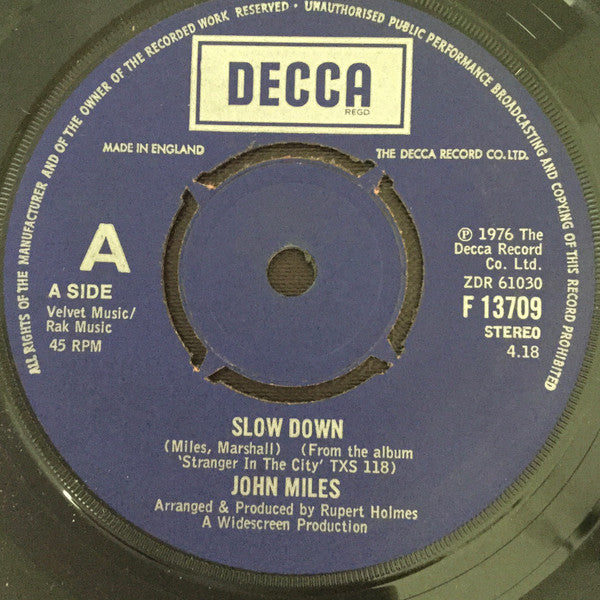 ALL RIGHTS OF THE MANUFACTURER AND OF THE OWNER OF THE RECORDED WORK RESERVED · UNAUTHORISED PUBLIC PERFORMANCE BROADCASTING AND COPYING OF THIS RECORD PROHIBITED
DECCA
REGD
MADE IN ENGLAND
THE DECCA RECORD CO. LTD.
A
A SIDE
Velvet Music/
Rak Music
45 RPM
℗ 1976 The
Decca Record
Co. Ltd.
ZDR 61030
F 13709
STEREO
4.18
SLOW DOWN
(Miles, Marshall) (From the album
'Stranger In The City' TXS 118)
JOHN MILES
Arranged & Produced by Rupert Holmes
A Widescreen Production